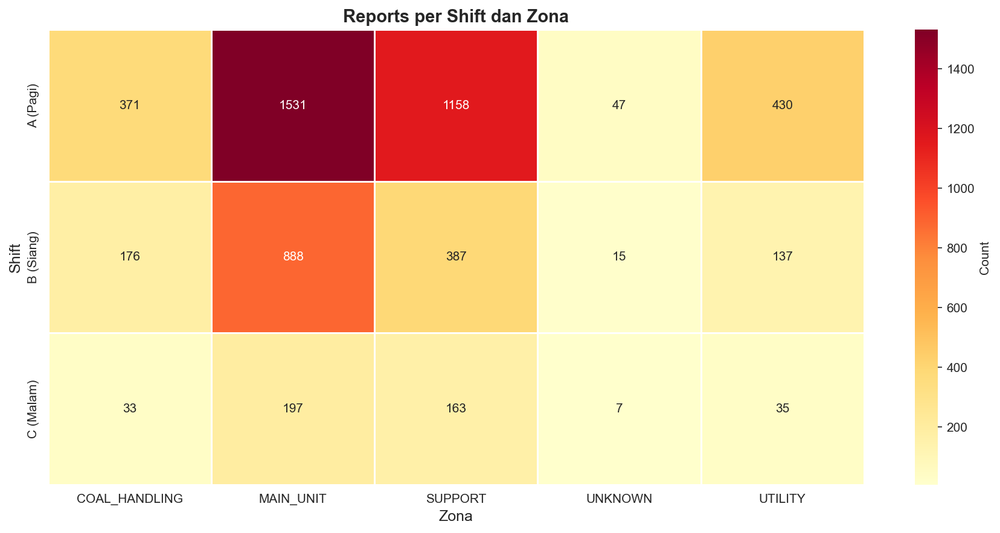 Reports per Shift dan Zona
Shift
A (Pagi)
371
1531
1158
47
430
B (Siang)
176
888
387
15
137
C (Malam)
33
197
163
7
35
COAL_HANDLING
MAIN_UNIT
SUPPORT
UNKNOWN
UTILITY
Zona
1400
1200
1000
800
600
400
200
Count